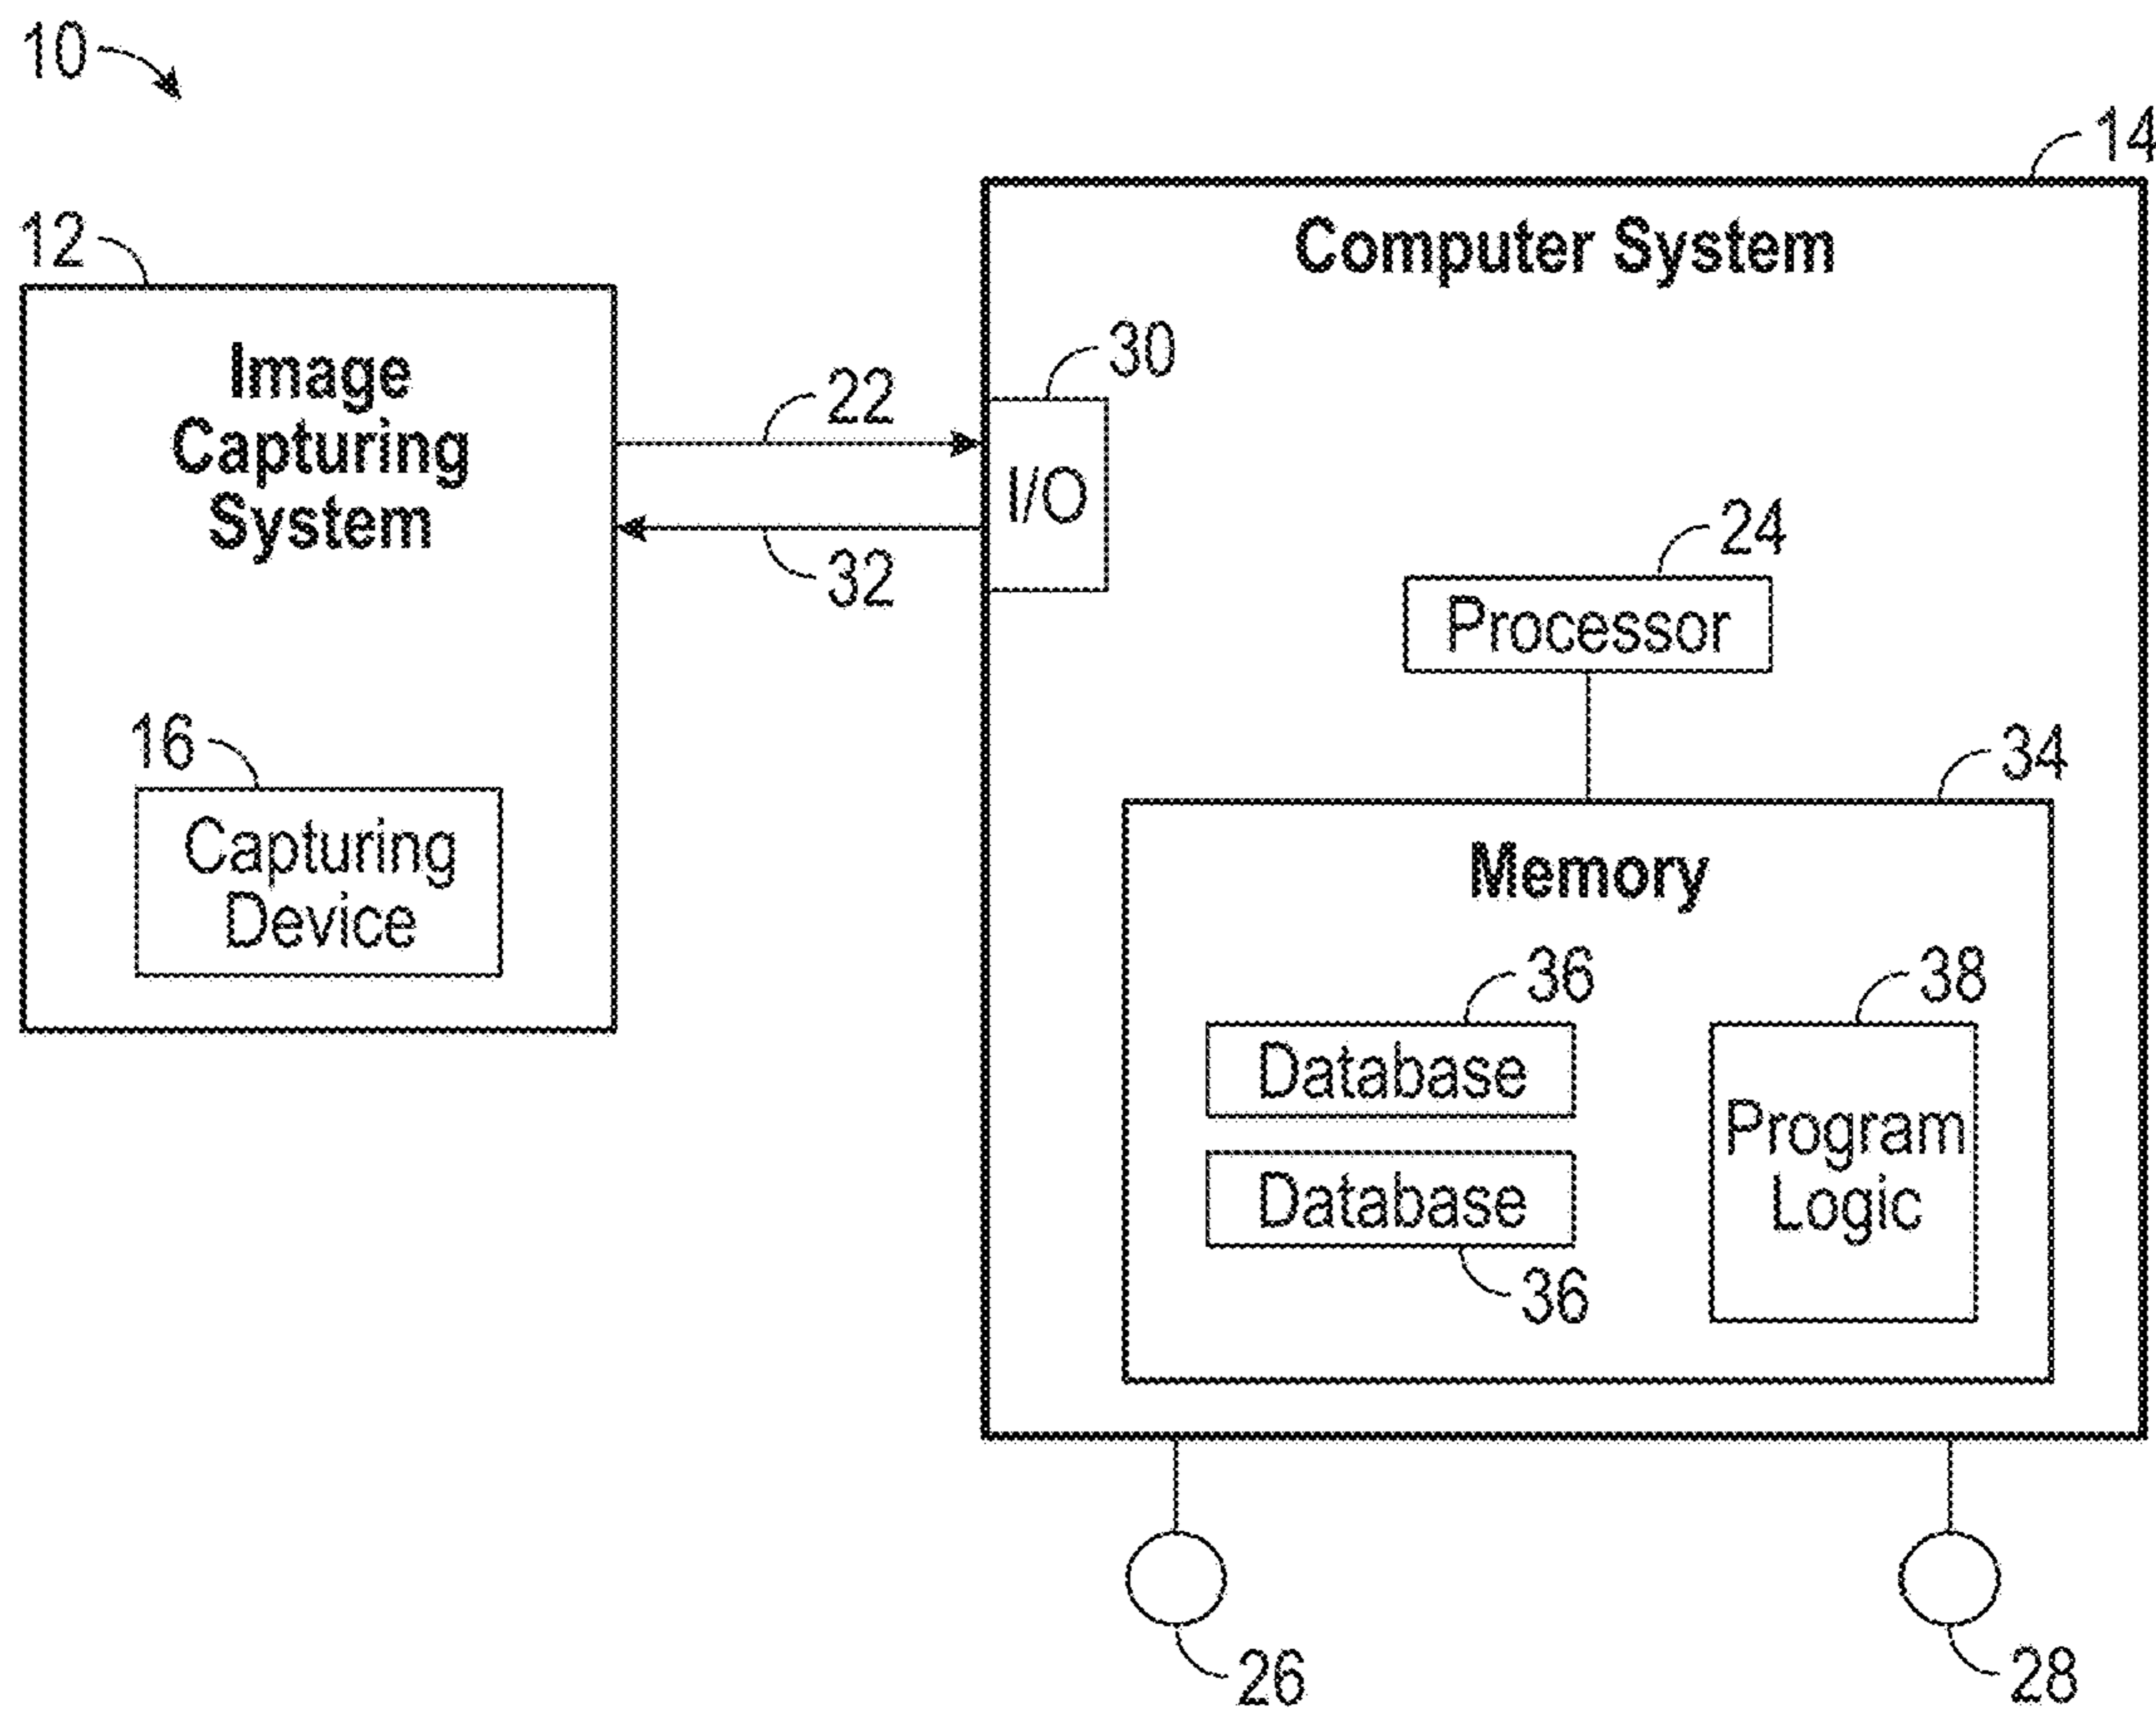 10
14
Computer System
12
Image
Capturing
System
30
22
I/O
32
24
Processor
16
Capturing
Device
34
Memory
36
Database
38
Program
Logic
Database
36
26
28